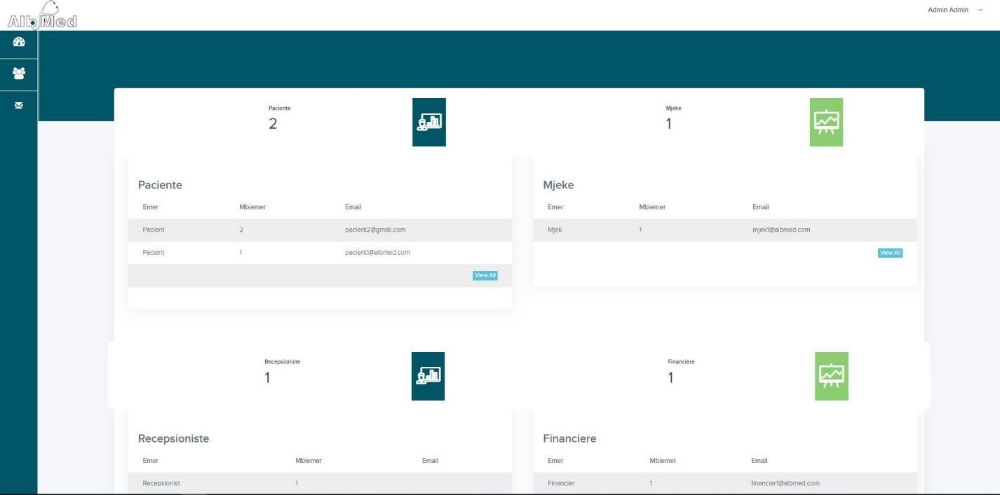 AlbMed
Admin Admin
Paciente
2
Mjeke
1
Paciente
Emer Mbiemer Email
Pacient 2 pacient2@gmail.com
Pacient 1 pacient1@albmed.com
View All
Mjeke
Emer Mbiemer Email
Mjek 1 mjek1@albmed.com
View All
Recepsioniste
1
Financiere
1
Recepsioniste
Emer Mbiemer Email
Recepsionist 1
Financiere
Emer Mbiemer Email
Financier 1 financier1@albmed.com